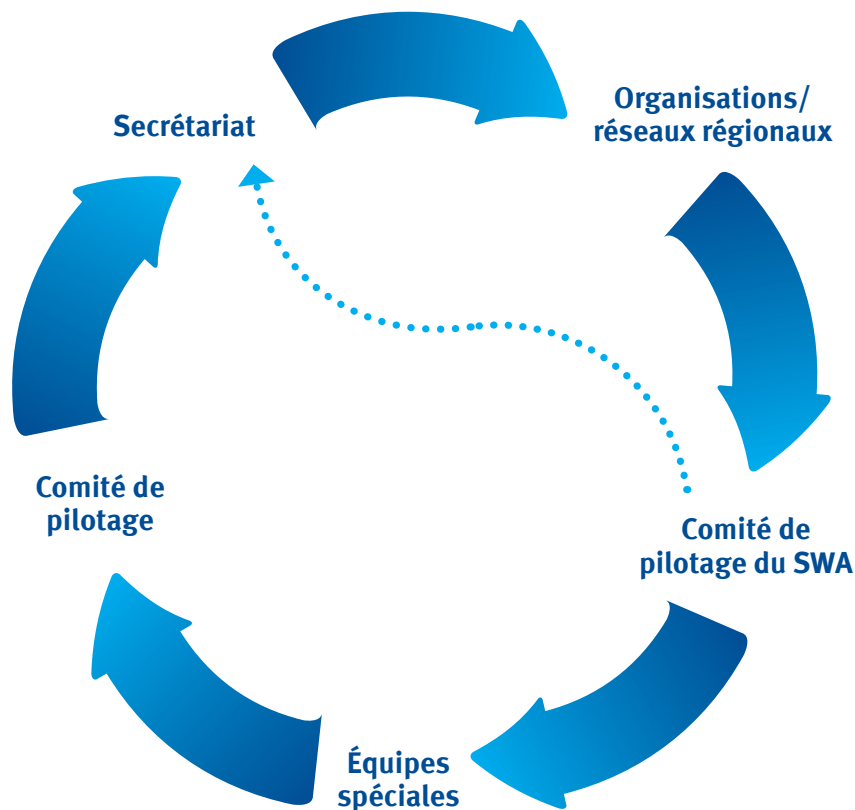 Secrétariat
Organisations/
réseaux régionaux
Comité de
pilotage du SWA
Équipes
spéciales
Comité de
pilotage